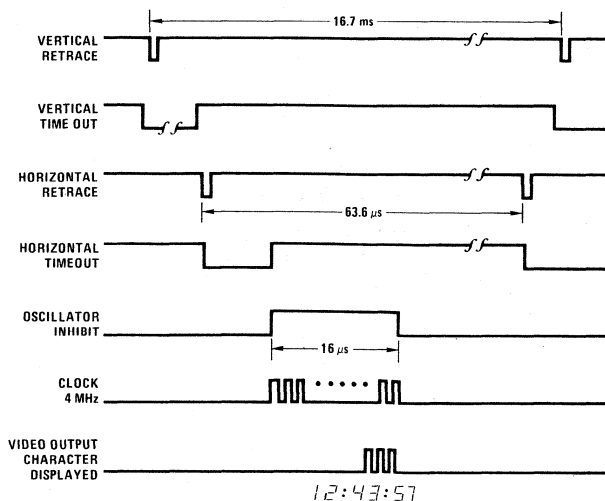 16.7 ms
VERTICAL
RETRACE
VERTICAL
TIME OUT
HORIZONTAL
RETRACE
63.6 μs
HORIZONTAL
TIMEOUT
OSCILLATOR
INHIBIT
16 μs
CLOCK
4 MHz
VIDEO OUTPUT
CHARACTER
DISPLAYED
12:43:57